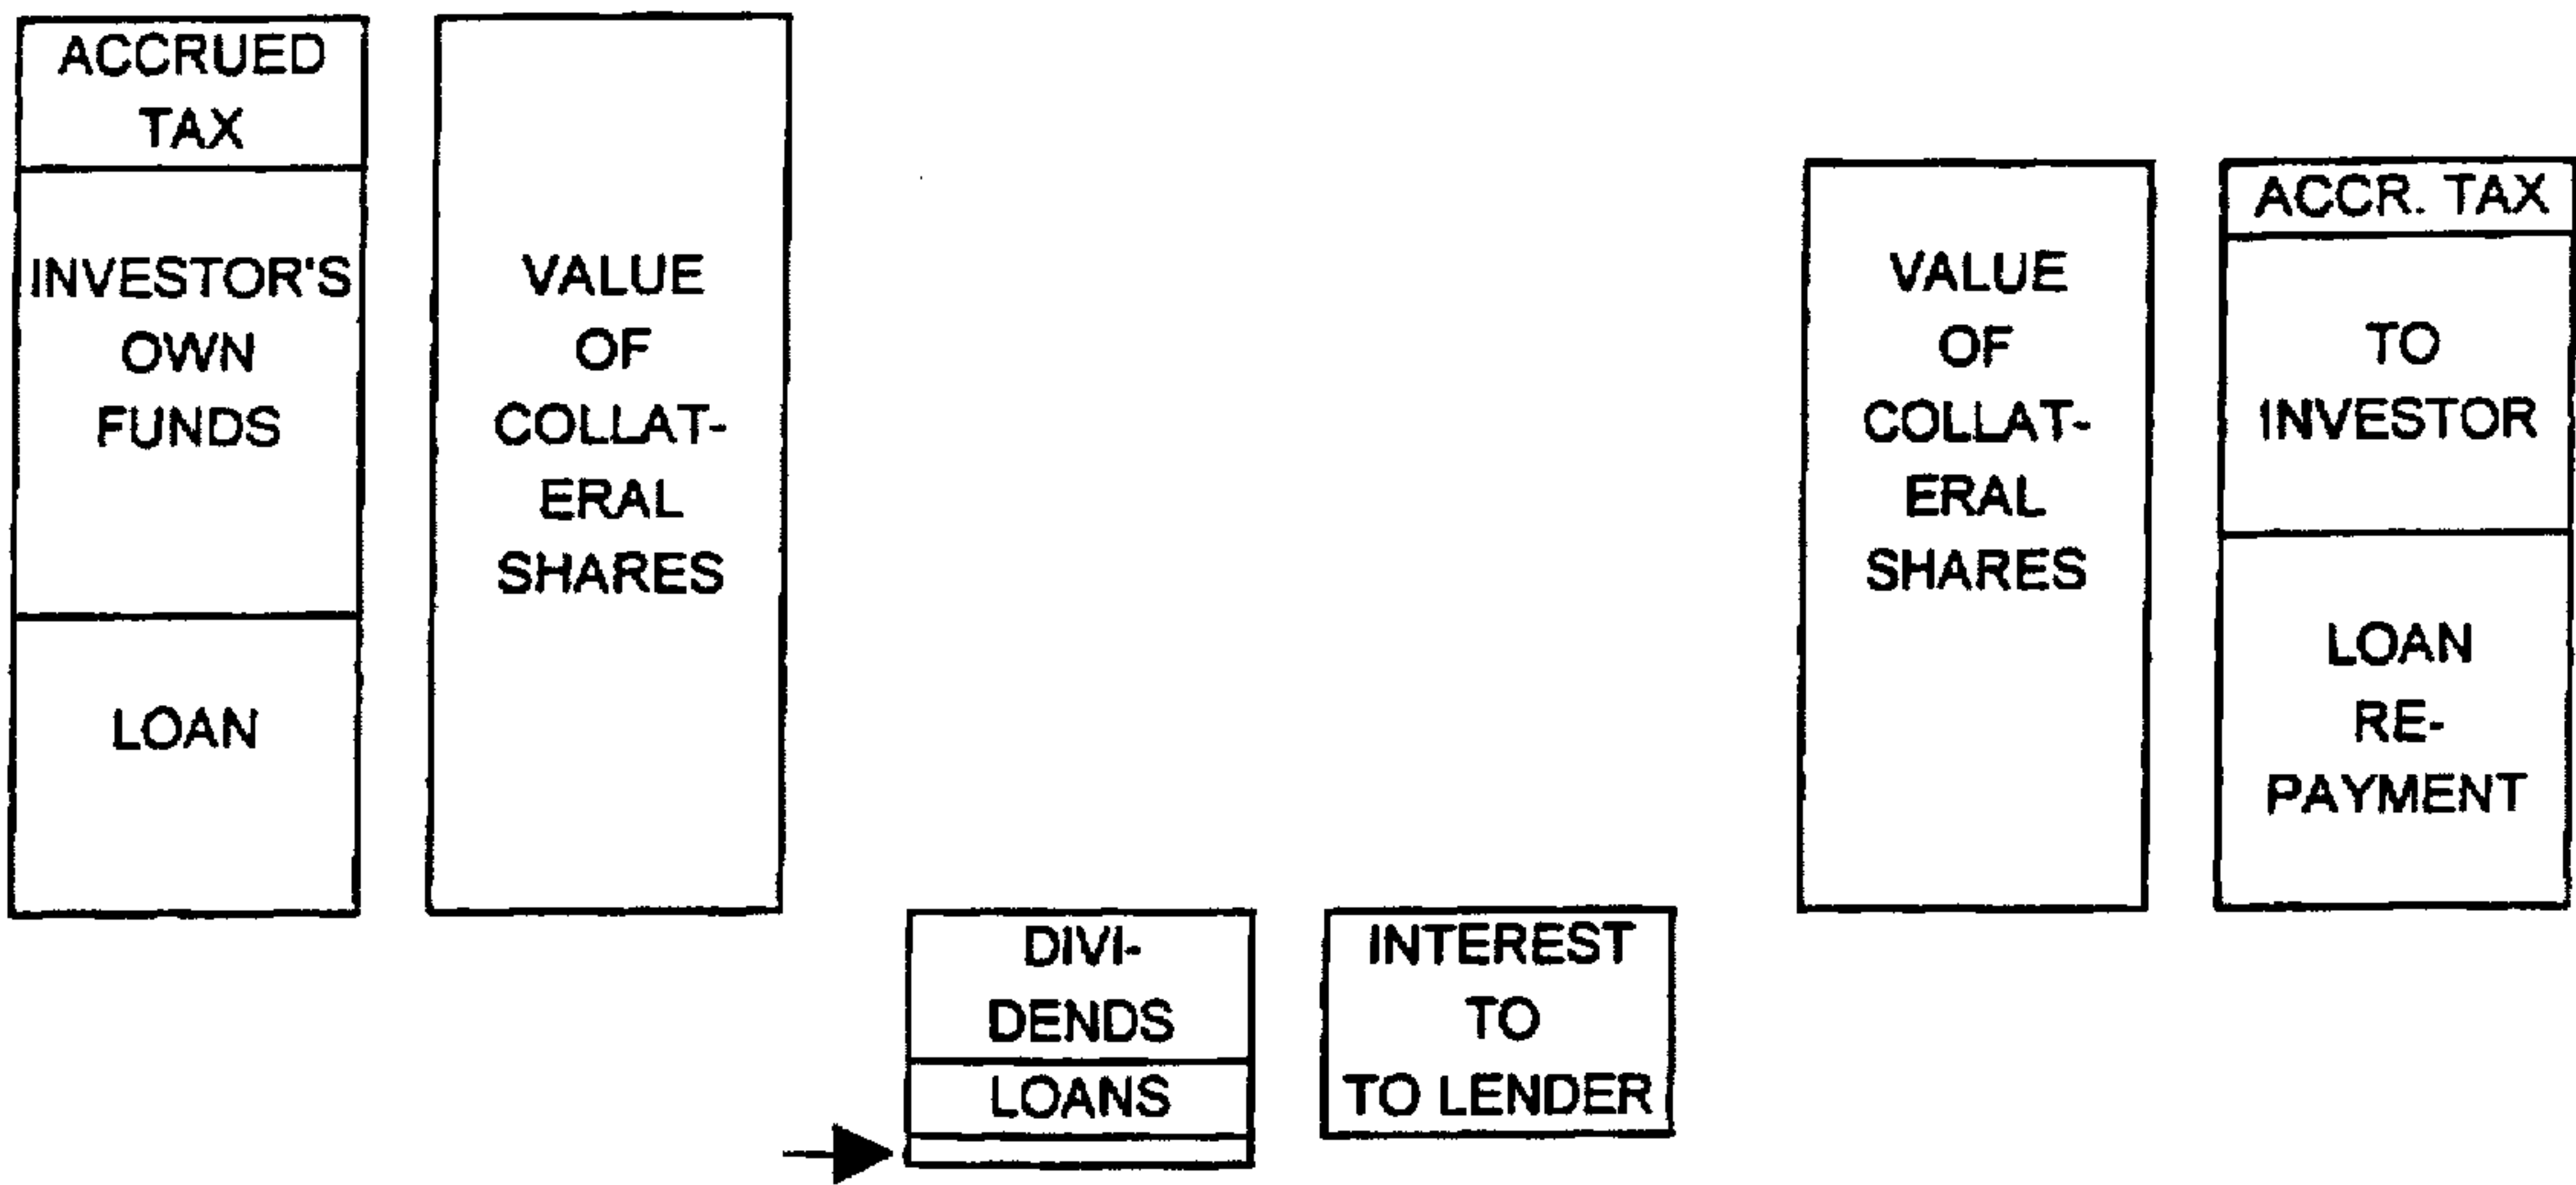 ACCRUED
TAX
INVESTOR'S
OWN
FUNDS
LOAN
VALUE
OF
COLLAT-
ERAL
SHARES
DIVI-
DENDS
LOANS
INTEREST
TO
TO LENDER
VALUE
OF
COLLAT-
ERAL
SHARES
ACCR. TAX
TO
INVESTOR
LOAN
RE-
PAYMENT